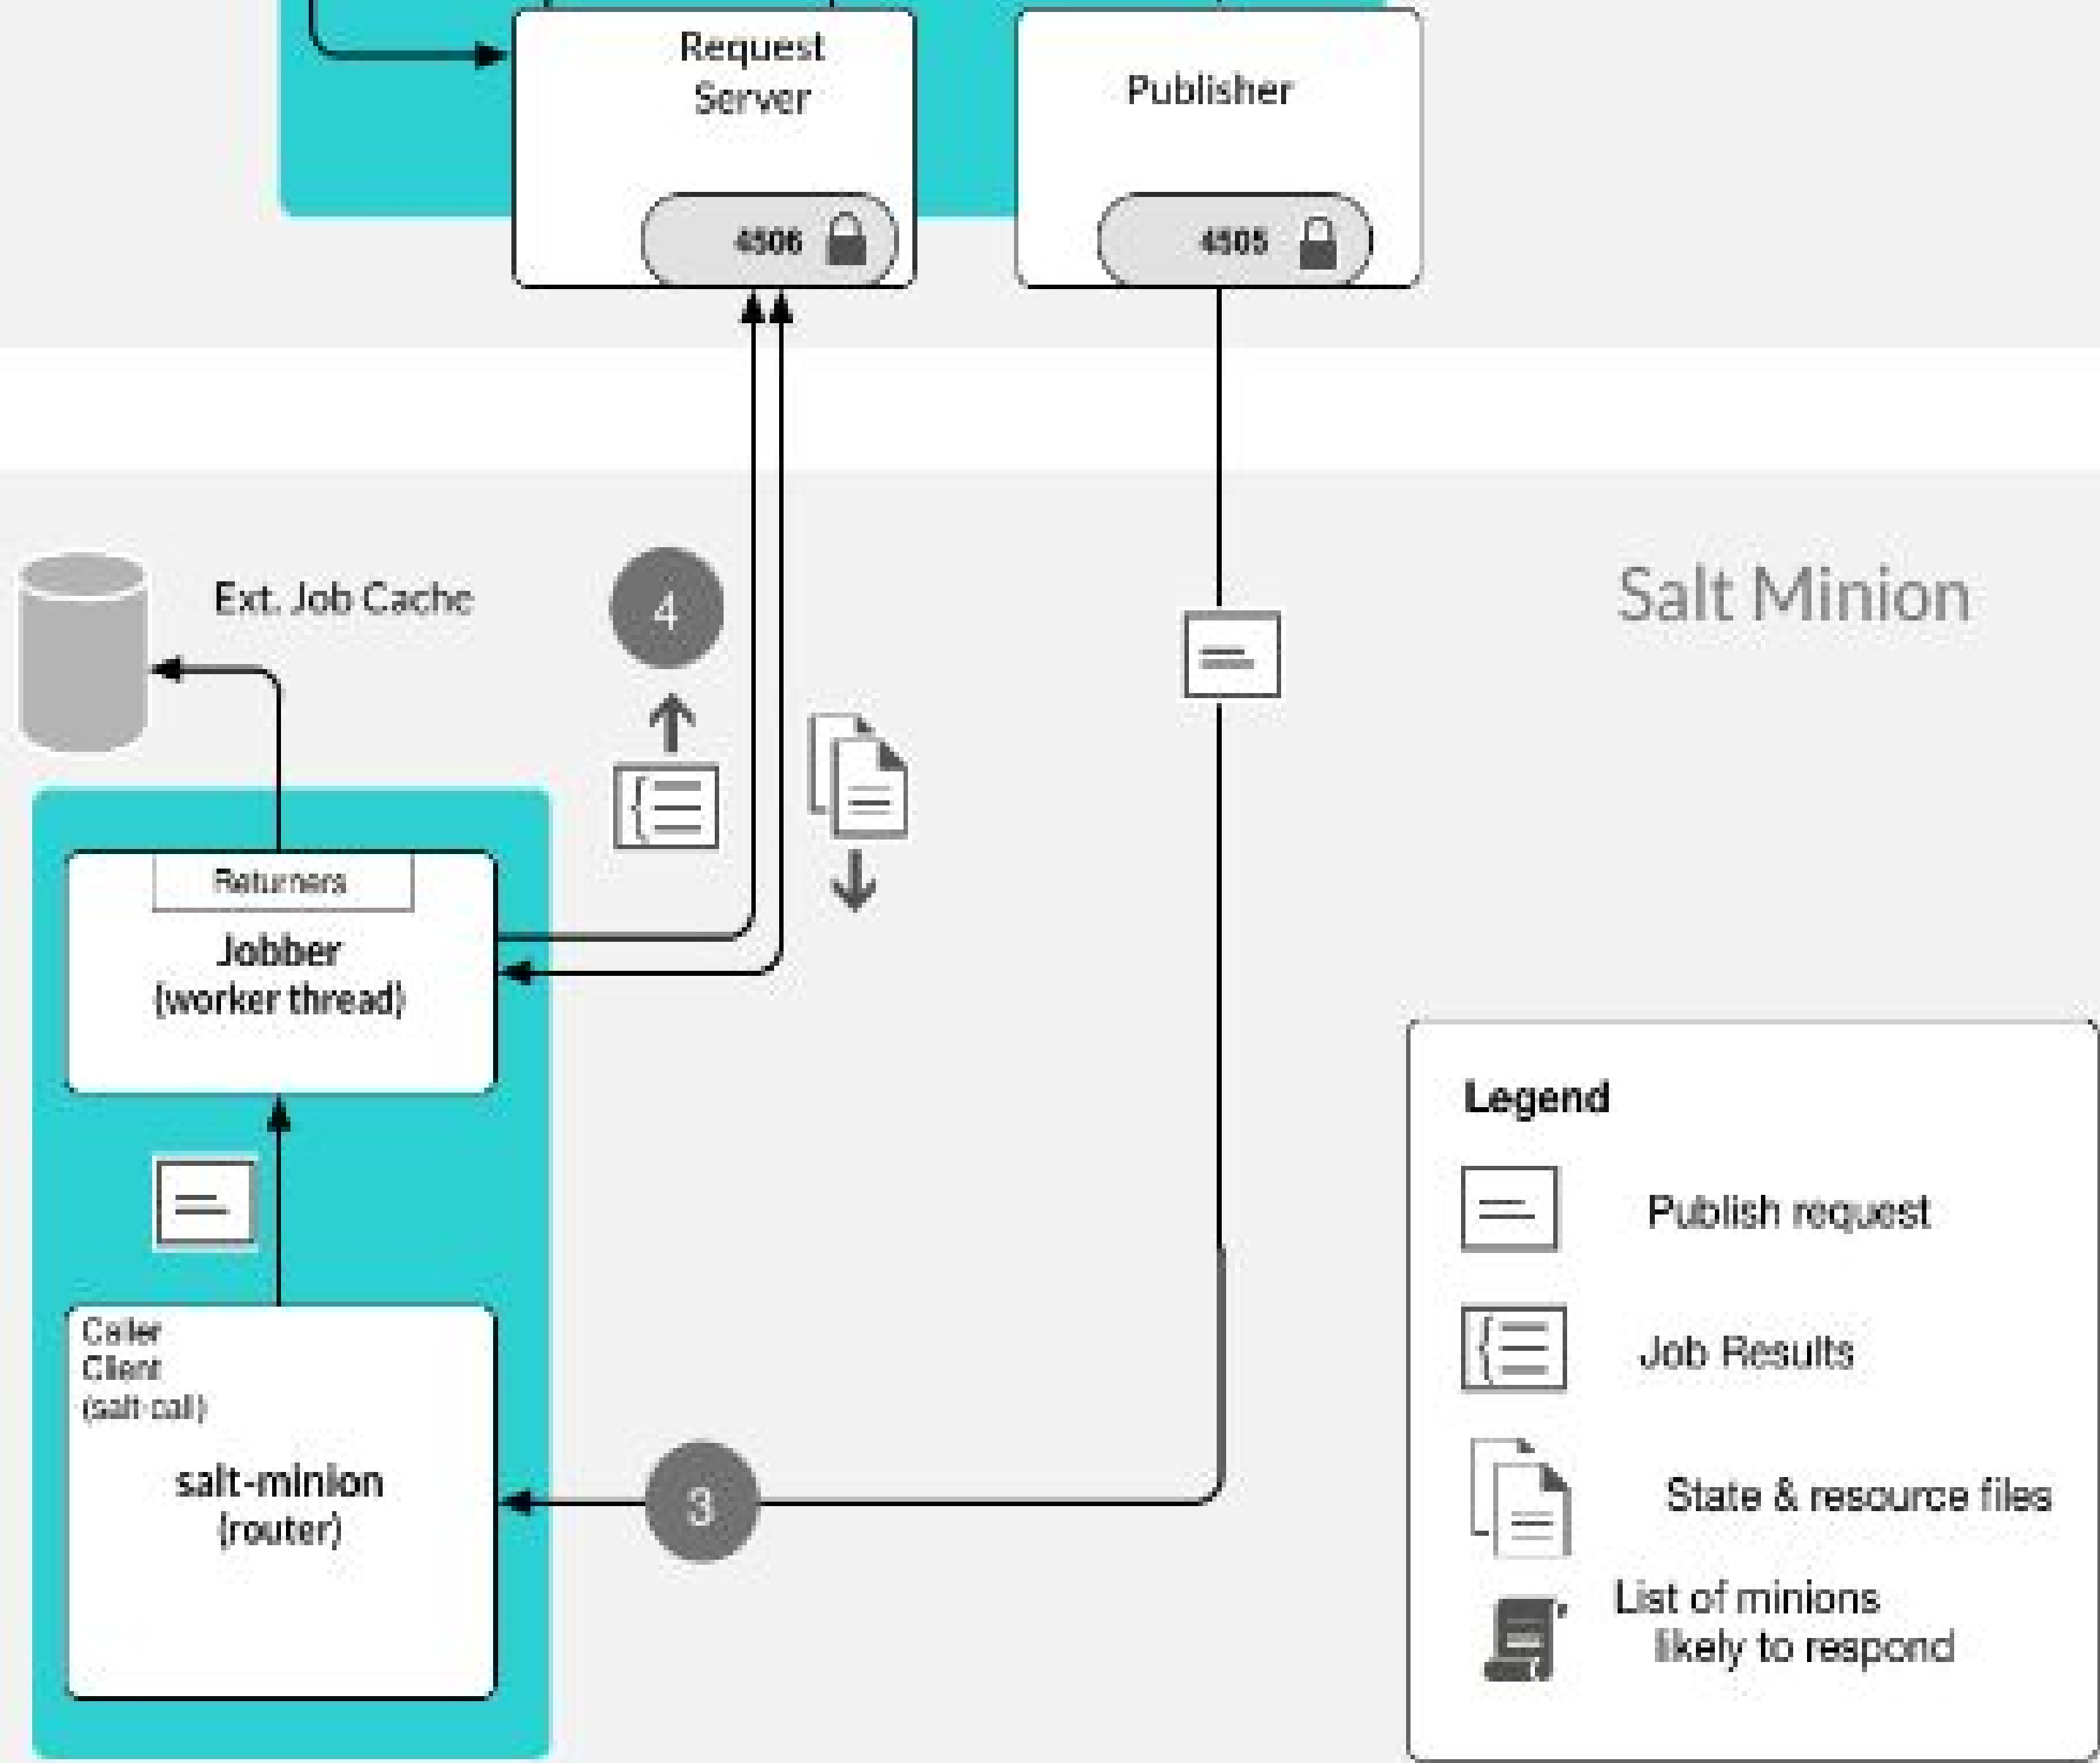 Request
Server
Publisher
4506
4505
Salt Minion
Ext. Job Cache
4
Returners
Jobber
(worker thread)
Caller
Client
(salt-call)
salt-minion
(router)
3
Legend
Publish request
Job Results
State & resource files
List of minions
likely to respond